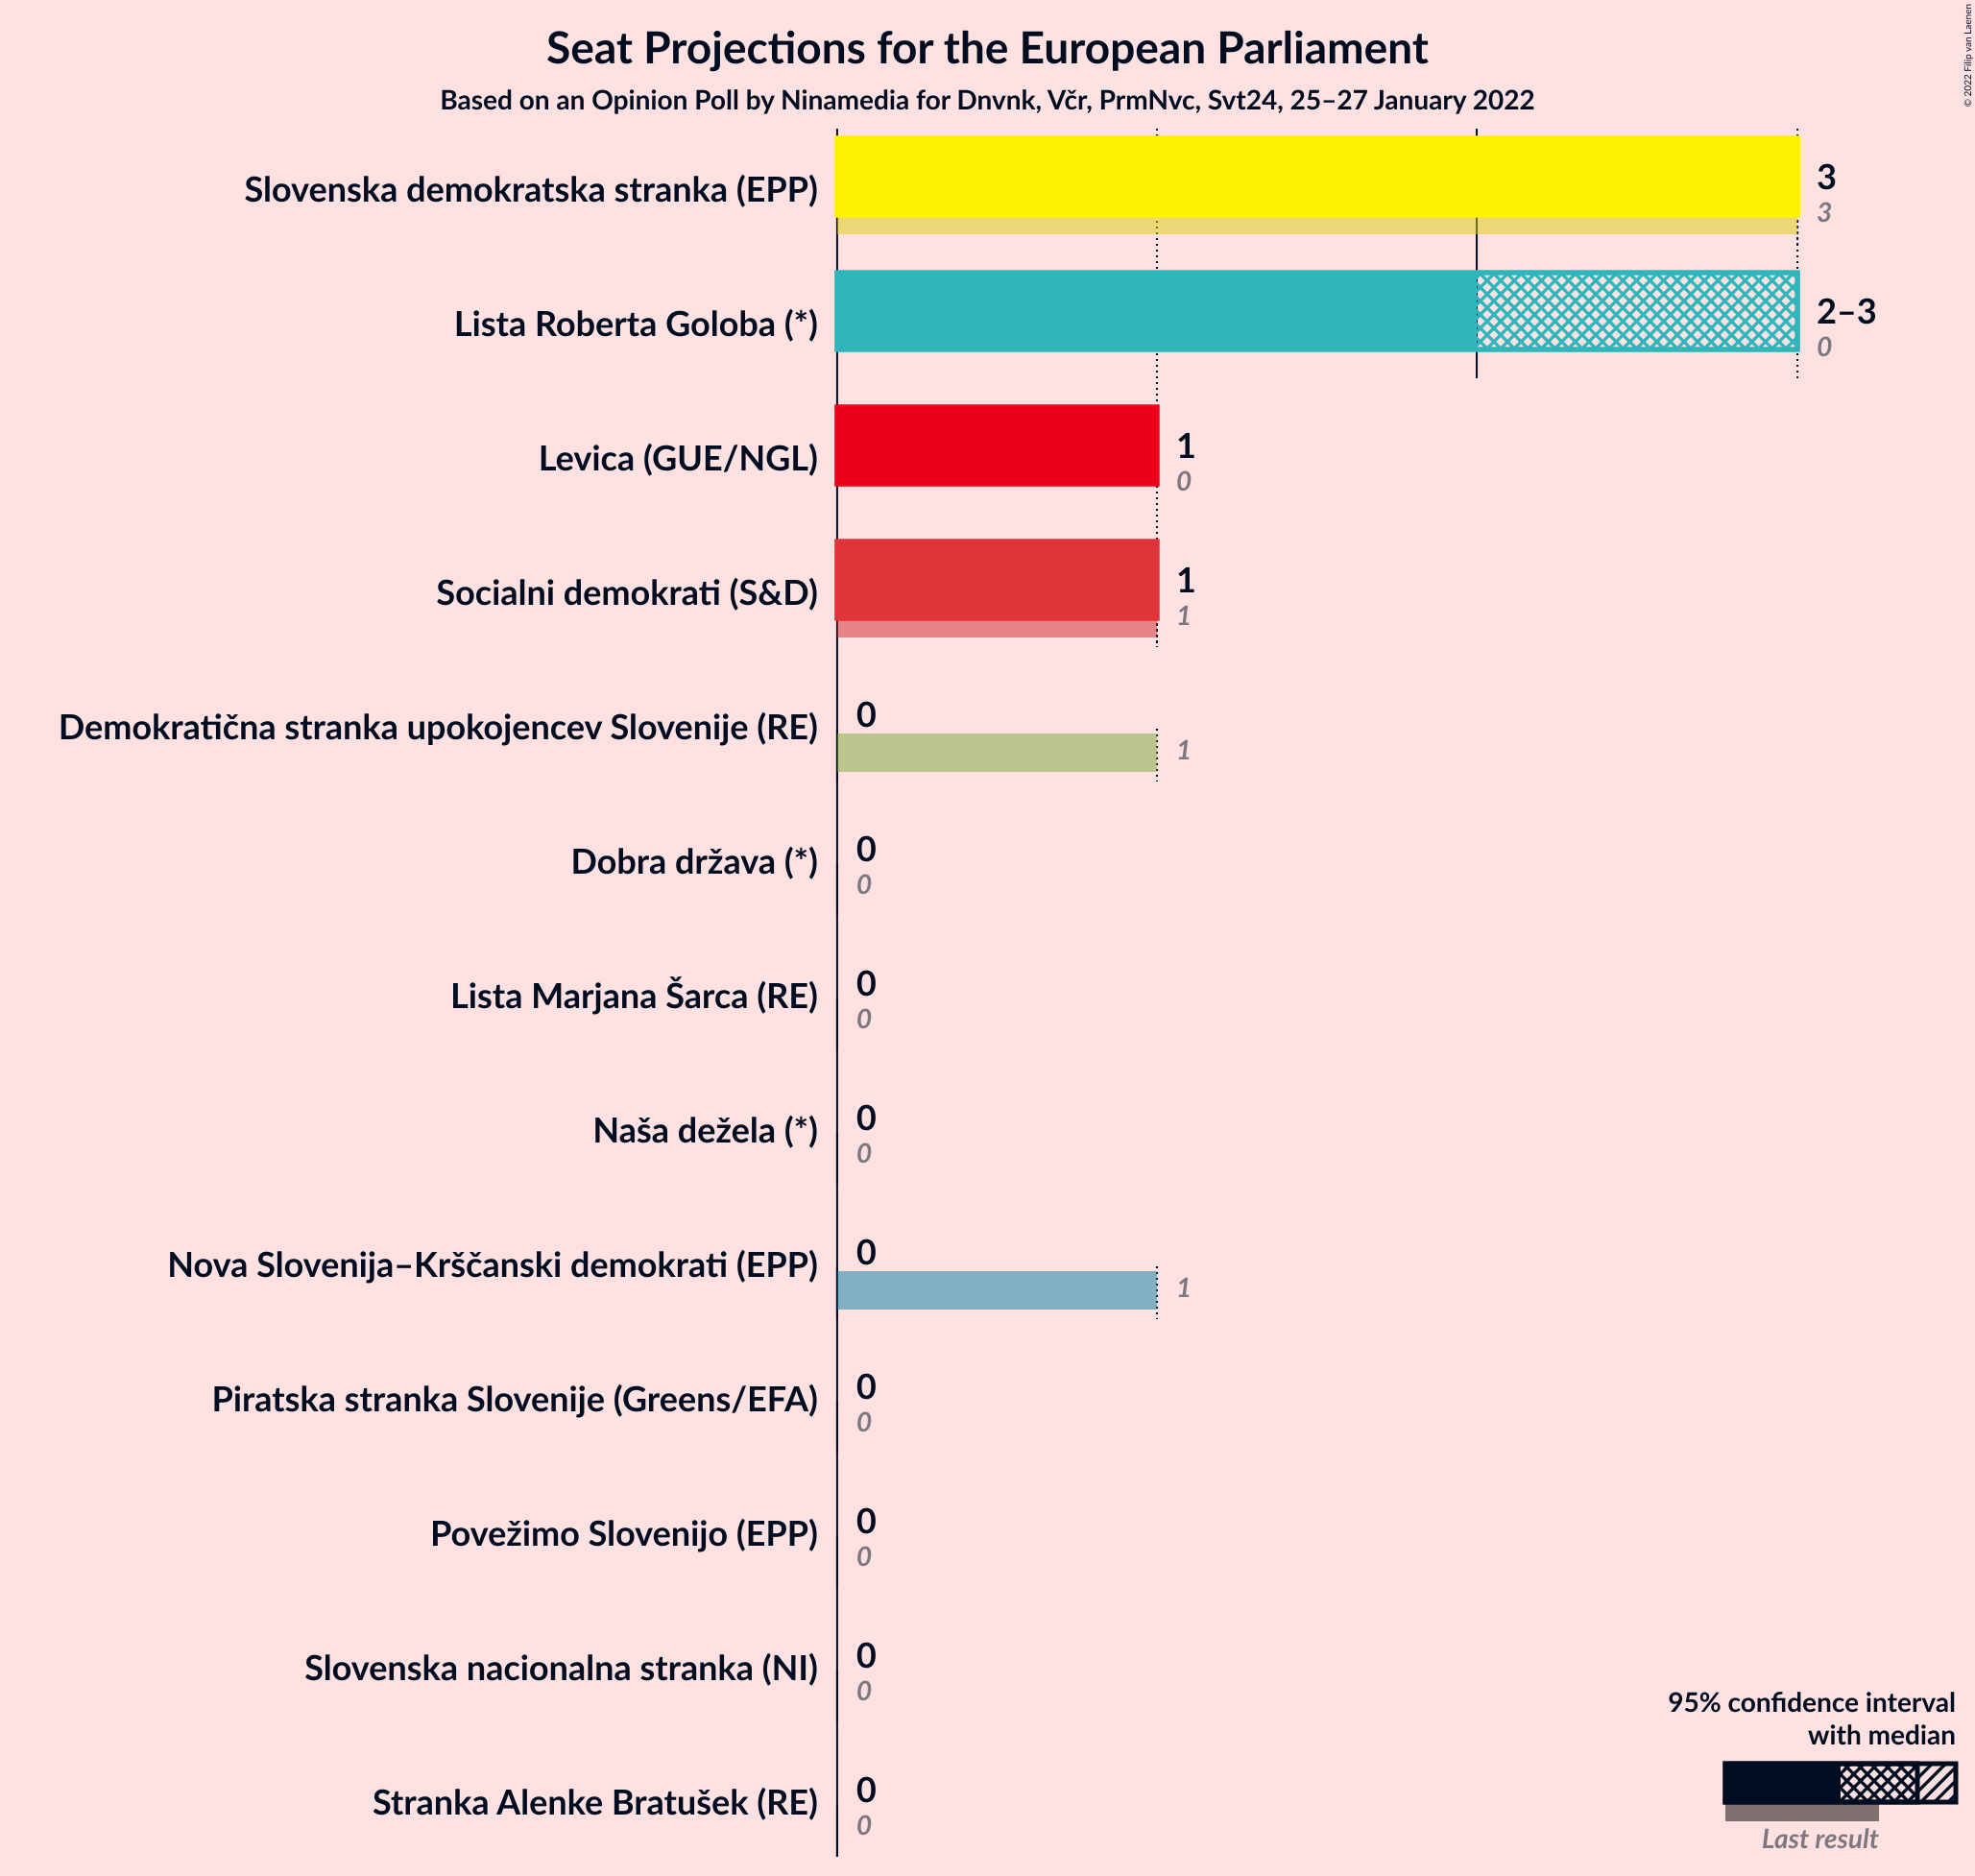 Seat Projections for the European Parliament
Based on an Opinion Poll by Ninamedia for Dnvnk, Včr, PrmNvc, Svt24, 25–27 January 2022
© 2022 Filip van Laenen
Slovenska demokratska stranka (EPP)
3
3
Lista Roberta Goloba (*)
2–3
0
Levica (GUE/NGL)
1
0
Socialni demokrati (S&D)
1
1
Demokratična stranka upokojencev Slovenije (RE)
0
1
Dobra država (*)
0
0
Lista Marjana Šarca (RE)
0
0
Naša dežela (*)
0
0
Nova Slovenija–Krščanski demokrati (EPP)
0
1
Piratska stranka Slovenije (Greens/EFA)
0
0
Povežimo Slovenijo (EPP)
0
0
Slovenska nacionalna stranka (NI)
0
0
Stranka Alenke Bratušek (RE)
0
0
95% confidence interval
with median
Last result